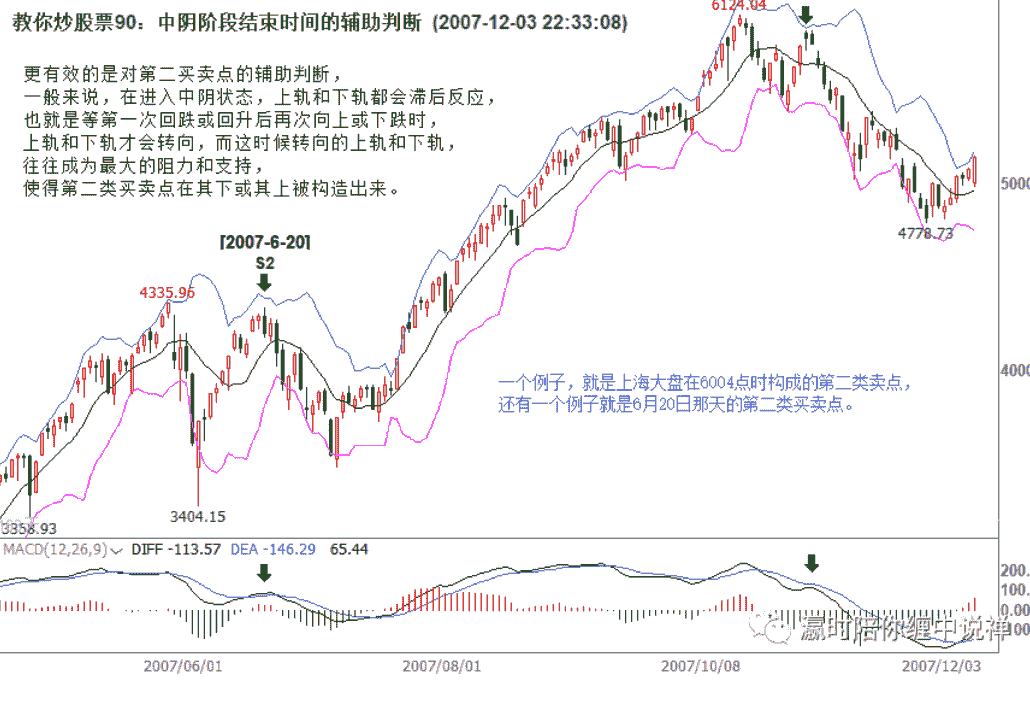 教你炒股票90：中阴阶段结束时间的辅助判断 (2007-12-03 22:33:08)
6124.04
更有效的是对第二买卖点的辅助判断，
一般来说，在进入中阴状态，上轨和下轨都会滞后反应，
也就是等第一次回跌或回升后再次向上或下跌时，
上轨和下轨才会转向，而这时候转向的上轨和下轨，
往往成为最大的阻力和支持，
使得第二类买卖点在其下或其上被构造出来。
5000
4778.73
[2007-6-20]
S2
4335.96
4000
一个例子，就是上海大盘在6004点时构成的第二类卖点，
还有一个例子就是6月20日那天的第二类买卖点。
3404.15
3358.93
MACD(12,26,9) DIFF -113.57 DEA -146.29 65.44
200.
100.
0.00
100
瀛时陪你缠中说禅
2007/06/01 2007/08/01 2007/10/08 2007/12/03